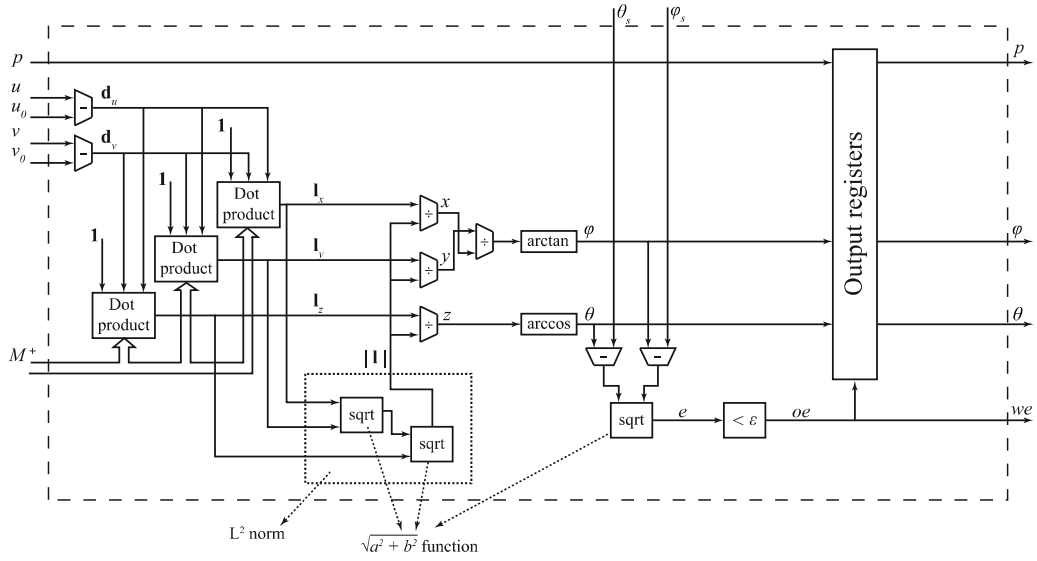 θs φs
p p
u
u0
du
v
v0
dv
1
Dot
product
1
Dot
product
1
Dot
product
lx
ly
lz
÷ x
÷ y
÷ z
÷
arctan φ φ
arccos θ θ
Output registers
M+
|l|
- - - -
sqrt
sqrt
sqrt e < ε oe we
L2 norm
√a2 + b2 function